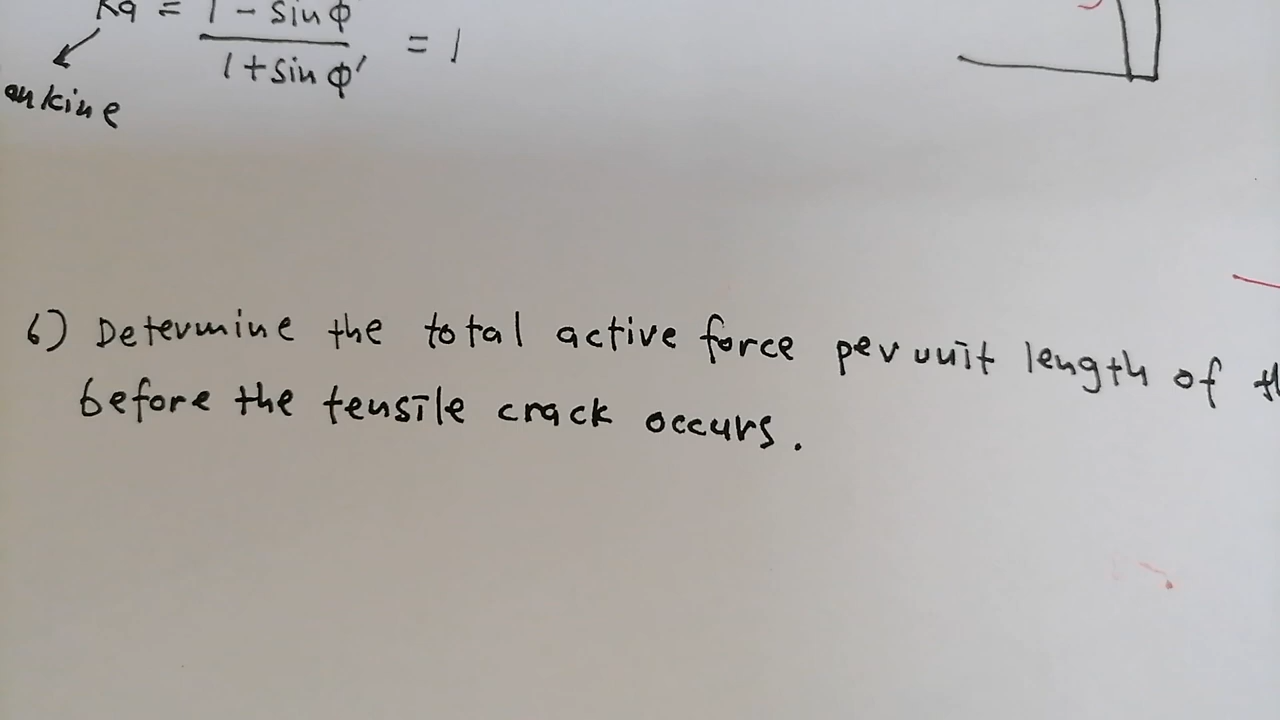 Ka = 1 - sin φ' / 1 + sin φ' = 1
ankine
6) Determine the total active force per unit length of th
before the tensile crack occurs.